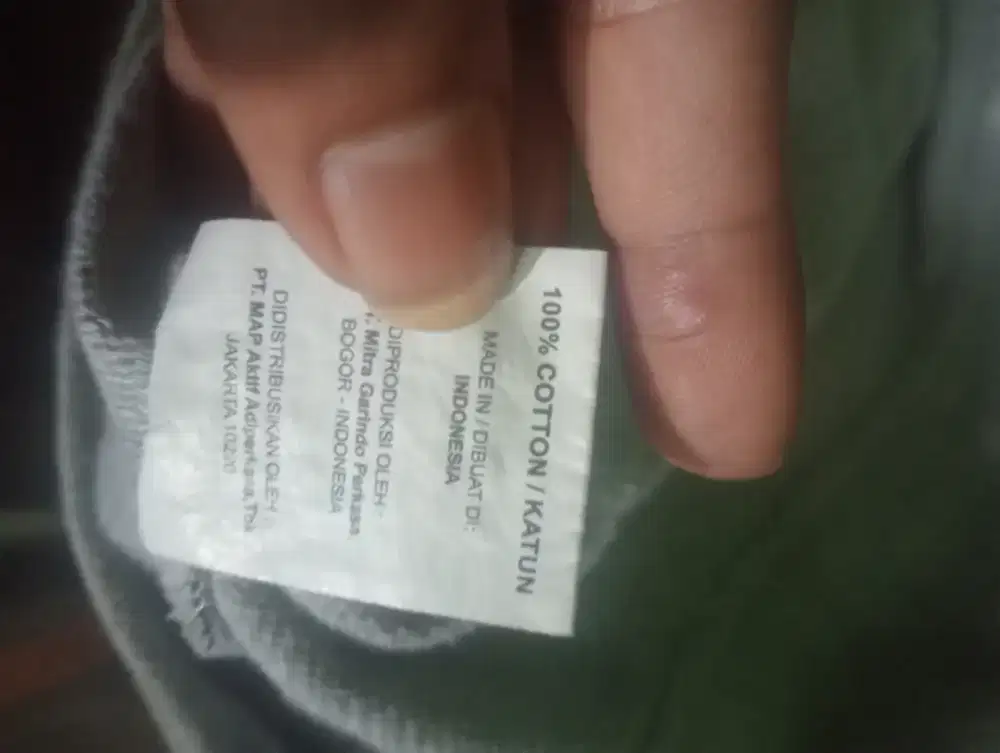 100% COTTON / KATUN
MADE IN / DIBUAT DI:
INDONESIA
DIPRODUKSI OLEH:
Mitra Garindo Perkasa
BOGOR - INDONESIA
DIDISTRIBUSIKAN OLEH
PT. MAP Aktif Adiperkasa,Tbk
JAKARTA